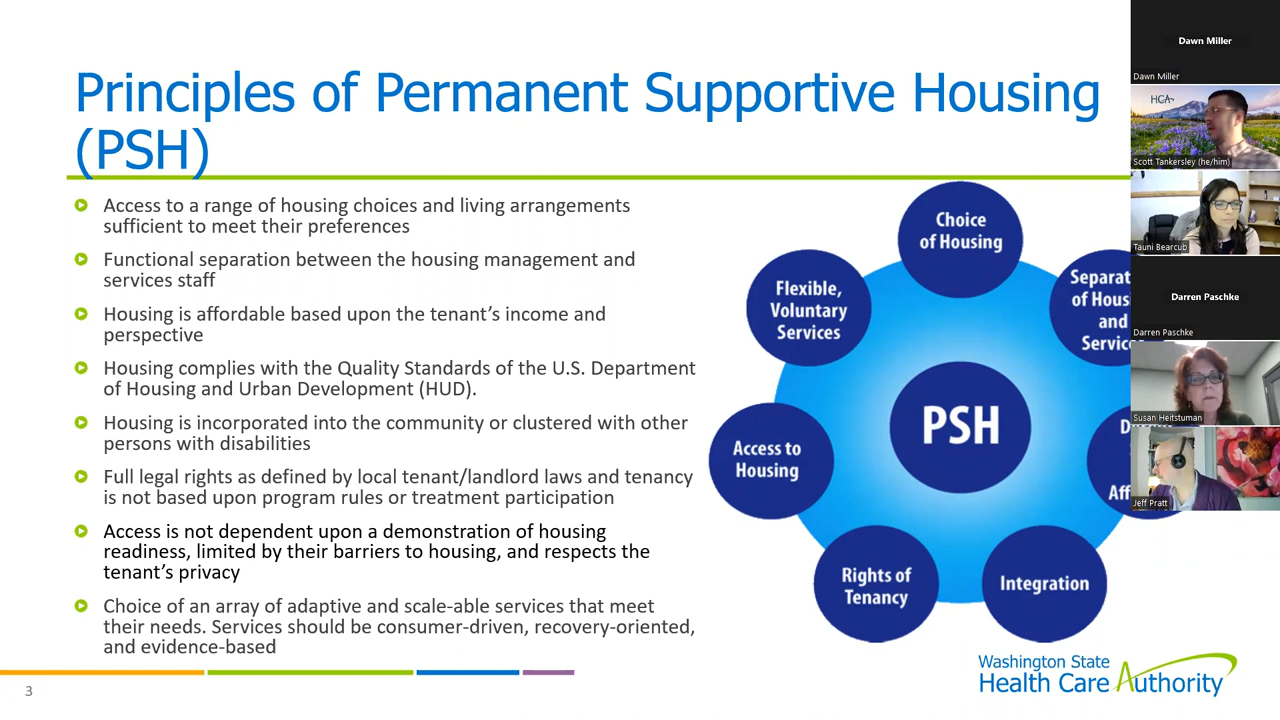 Principles of Permanent Supportive Housing
(PSH)
Access to a range of housing choices and living arrangements
sufficient to meet their preferences
Functional separation between the housing management and
services staff
Housing is affordable based upon the tenant's income and
perspective
Housing complies with the Quality Standards of the U.S. Department
of Housing and Urban Development (HUD).
Housing is incorporated into the community or clustered with other
persons with disabilities
Full legal rights as defined by local tenant/landlord laws and tenancy
is not based upon program rules or treatment participation
Access is not dependent upon a demonstration of housing
readiness, limited by their barriers to housing, and respects the
tenant's privacy
Choice of an array of adaptive and scale-able services that meet
their needs. Services should be consumer-driven, recovery-oriented,
and evidence-based
Choice
of Housing
Flexible,
Voluntary
Services
Separat
of Hous
and
Servic
PSH
Access to
Housing
D
Aff
Rights of
Tenancy
Integration
Washington State
Health Care Authority
3
Dawn Miller
Dawn Miller
HCA
Scott Tankersley (he/him)
Tauni Bearcub
Darren Paschke
Darren Paschke
Susan Heitstuman
Jeff Pratt